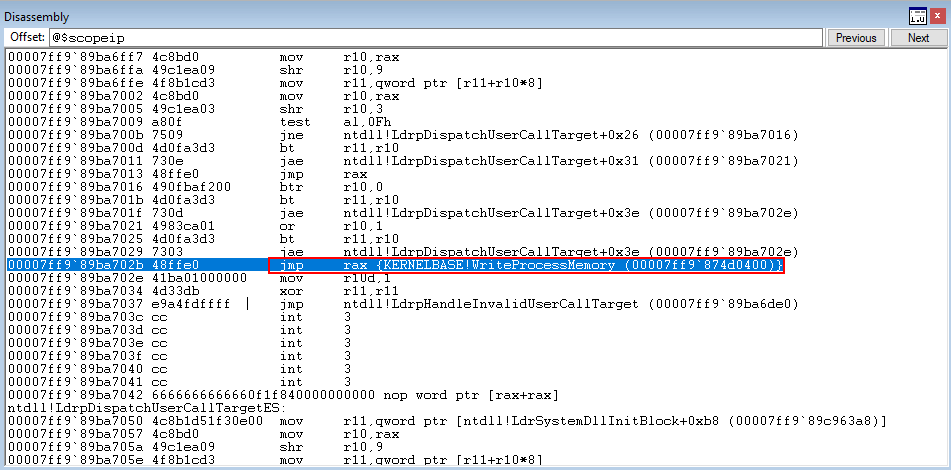 Disassembly
Offset: @$scopeip
Previous Next
00007ff9`89ba6ff7 4c8bd0 mov r10,rax
00007ff9`89ba6ffa 49c1ea09 shr r10,9
00007ff9`89ba6ffe 4f8b1cd3 mov r11,qword ptr [r11+r10*8]
00007ff9`89ba7002 4c8bd0 mov r10,rax
00007ff9`89ba7005 49c1ea03 shr r10,3
00007ff9`89ba7009 a80f test al,0Fh
00007ff9`89ba700b 7509 jne ntdll!LdrpDispatchUserCallTarget+0x26 (00007ff9`89ba7016)
00007ff9`89ba700d 4d0fa3d3 bt r11,r10
00007ff9`89ba7011 730e jae ntdll!LdrpDispatchUserCallTarget+0x31 (00007ff9`89ba7021)
00007ff9`89ba7013 48ffe0 jmp rax
00007ff9`89ba7016 490fbaf200 btr r10,0
00007ff9`89ba701b 4d0fa3d3 bt r11,r10
00007ff9`89ba701f 730d jae ntdll!LdrpDispatchUserCallTarget+0x3e (00007ff9`89ba702e)
00007ff9`89ba7021 4983ca01 or r10,1
00007ff9`89ba7025 4d0fa3d3 bt r11,r10
00007ff9`89ba7029 7303 jae ntdll!LdrpDispatchUserCallTarget+0x3e (00007ff9`89ba702e)
00007ff9`89ba702b 48ffe0 jmp rax {KERNELBASE!WriteProcessMemory (00007ff9`874d0400)}
00007ff9`89ba702e 41ba01000000 mov r10d,1
00007ff9`89ba7034 4d33db xor r11,r11
00007ff9`89ba7037 e9a4fdffff jmp ntdll!LdrpHandleInvalidUserCallTarget (00007ff9`89ba6de0)
00007ff9`89ba703c cc int 3
00007ff9`89ba703d cc int 3
00007ff9`89ba703e cc int 3
00007ff9`89ba703f cc int 3
00007ff9`89ba7040 cc int 3
00007ff9`89ba7041 cc int 3
00007ff9`89ba7042 6666666666660f1f840000000000 nop word ptr [rax+rax]
ntdll!LdrpDispatchUserCallTargetES:
00007ff9`89ba7050 4c8b1d51f30e00 mov r11,qword ptr [ntdll!LdrSystemDllInitBlock+0xb8 (00007ff9`89c963a8)]
00007ff9`89ba7057 4c8bd0 mov r10,rax
00007ff9`89ba705a 49c1ea09 shr r10,9
00007ff9`89ba705e 4f8b1cd3 mov r11,qword ptr [r11+r10*8]